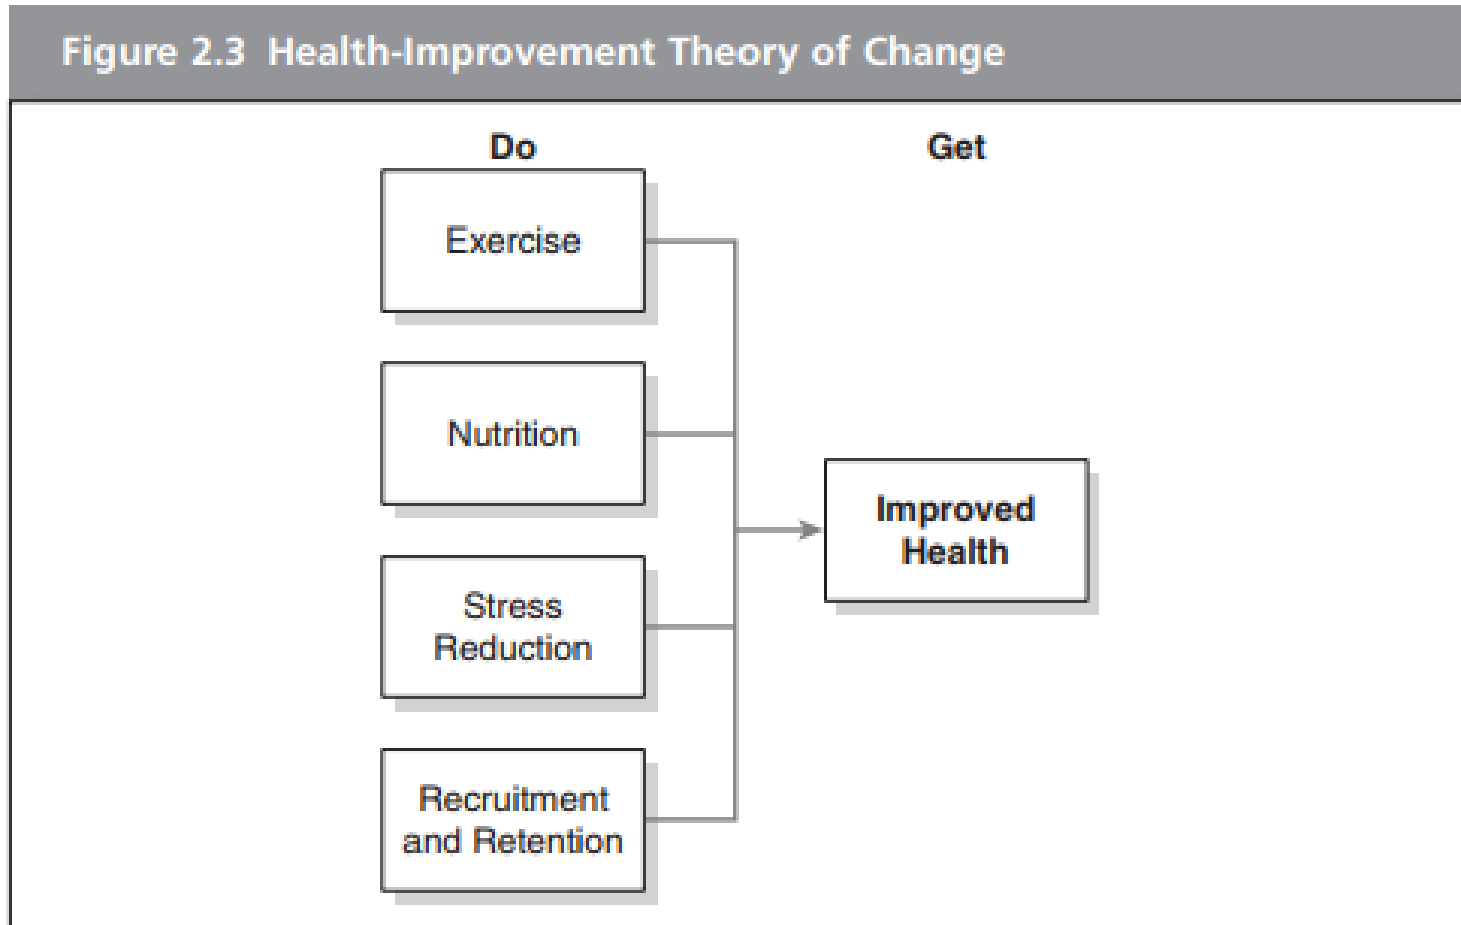 Figure 2.3 Health-Improvement Theory of Change
Do
Get
Exercise
Nutrition
Improved
Health
Stress
Reduction
Recruitment
and Retention